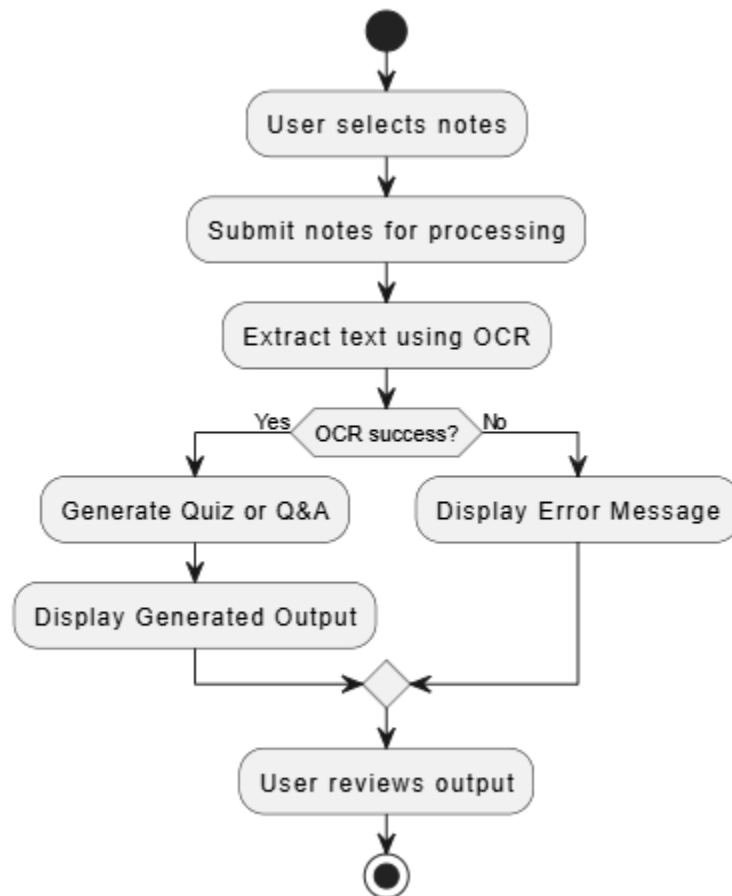 User selects notes
Submit notes for processing
Extract text using OCR
Yes
OCR success?
No
Generate Quiz or Q&A
Display Error Message
Display Generated Output
User reviews output